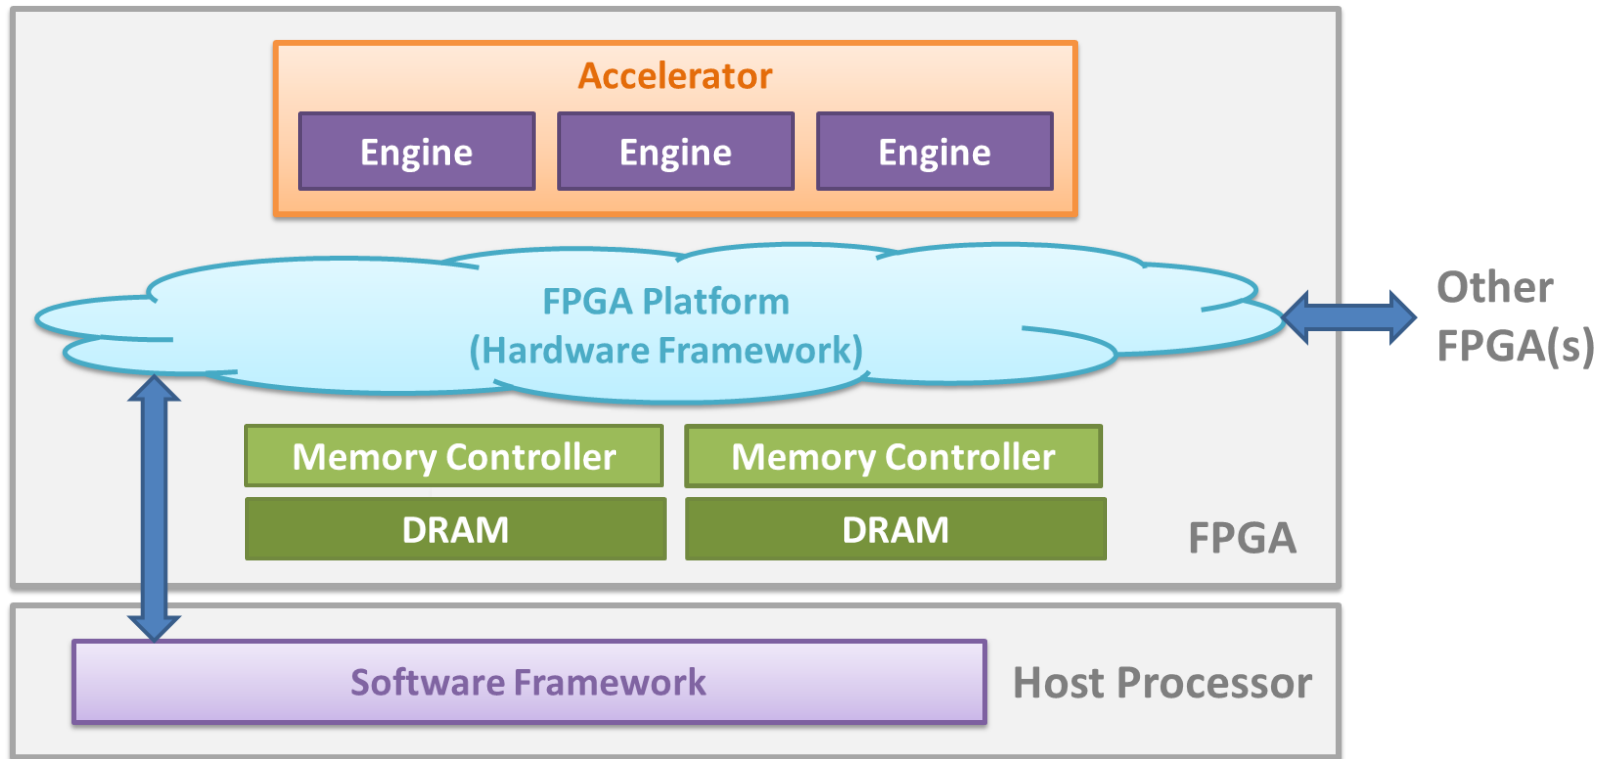 Accelerator
Engine
Engine
Engine
FPGA Platform
(Hardware Framework)
Other
FPGA(s)
Memory Controller
Memory Controller
DRAM
DRAM
FPGA
Software Framework
Host Processor